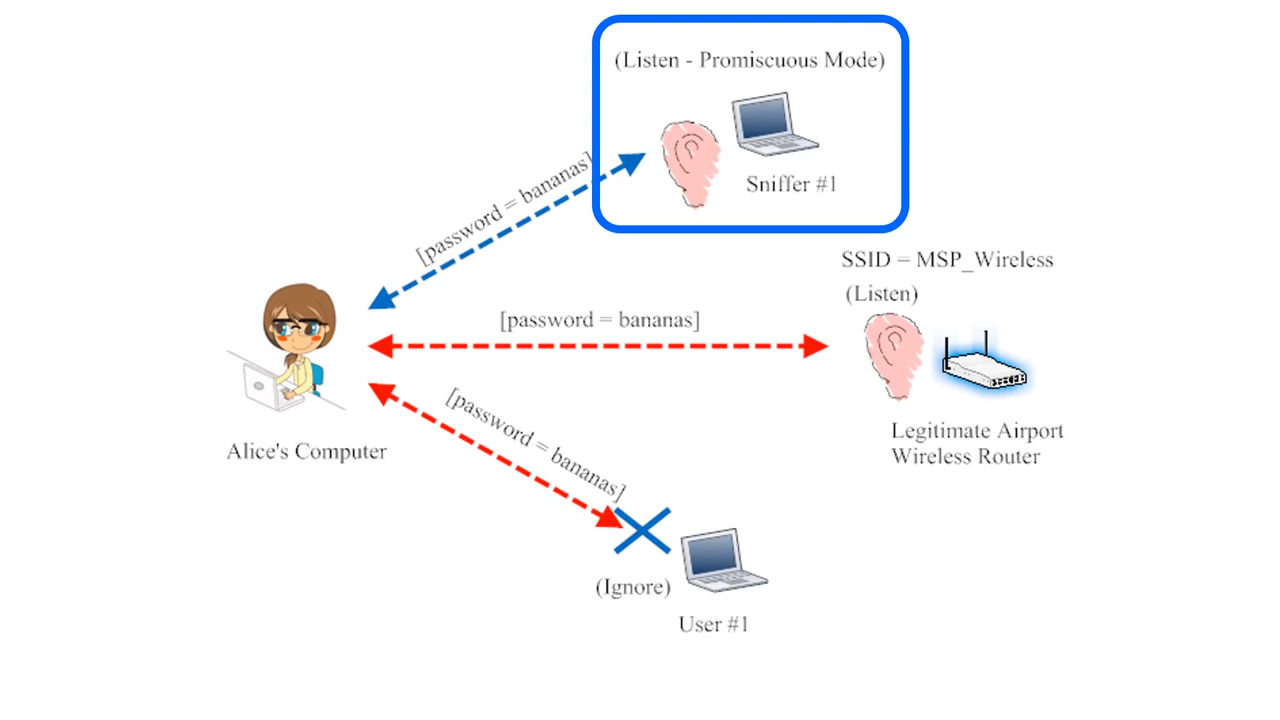 (Listen - Promiscuous Mode)
Sniffer #1
[password = bananas]
SSID = MSP_Wireless
(Listen)
[password = bananas]
Legitimate Airport
Wireless Router
Alice's Computer
[password = bananas]
(Ignore)
User #1